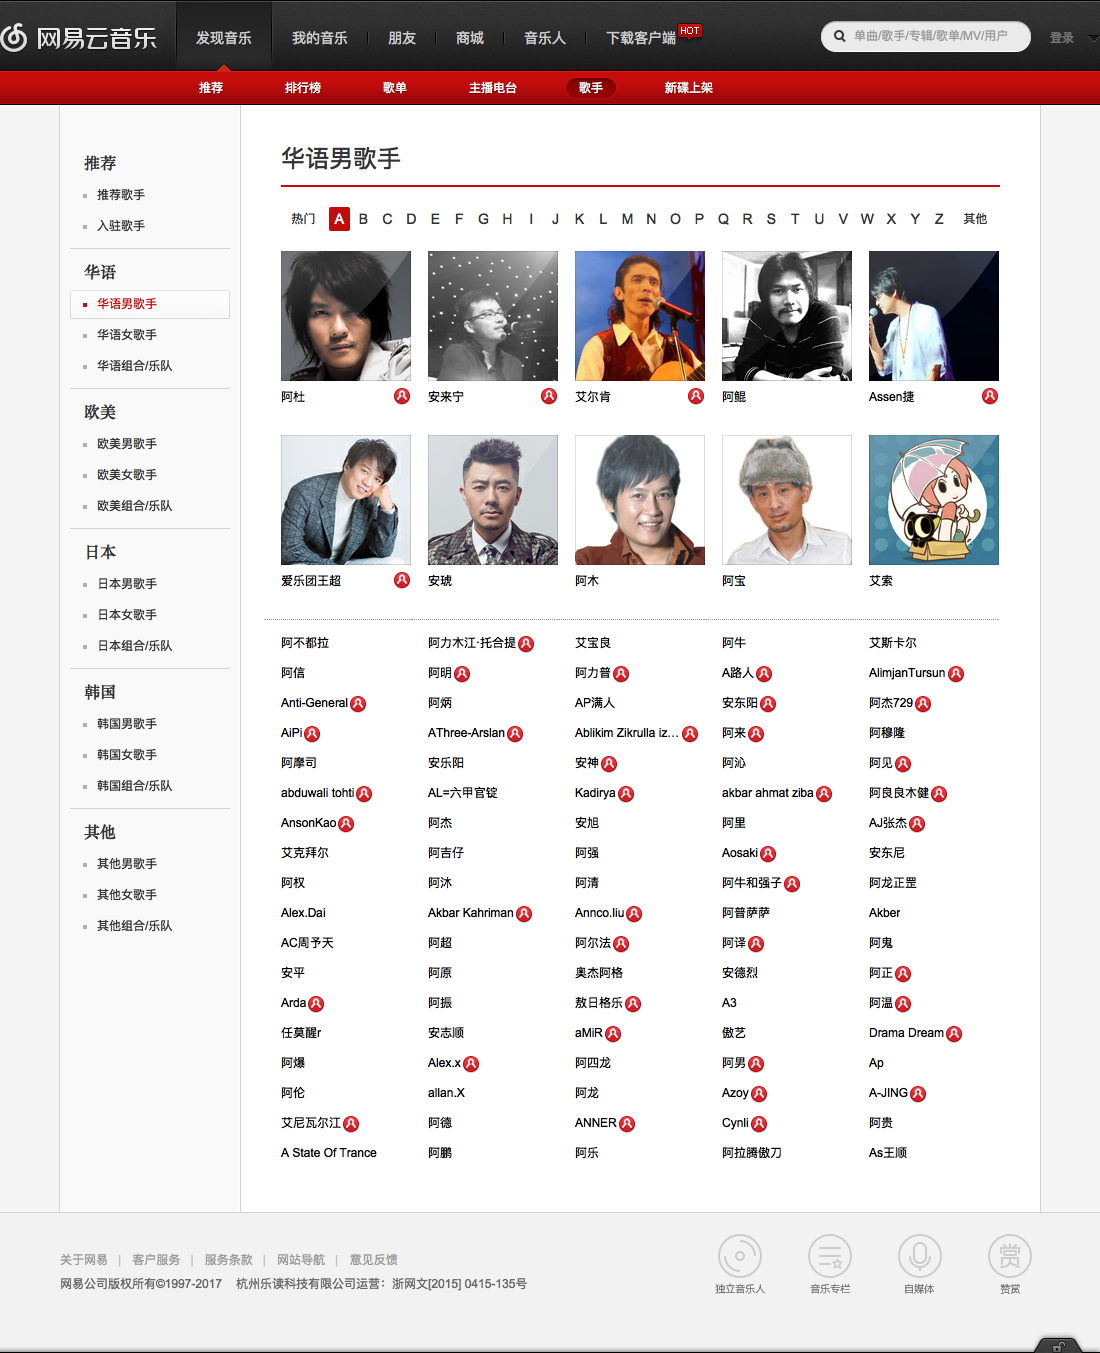 网易云音乐
发现音乐 我的音乐 朋友 商城 音乐人 下载客户端 HOT
单曲/歌手/专辑/歌单/MV/用户 登录
推荐 排行榜 歌单 主播电台 歌手 新碟上架
推荐
推荐歌手
入驻歌手
华语
华语男歌手
华语女歌手
华语组合/乐队
欧美
欧美男歌手
欧美女歌手
欧美组合/乐队
日本
日本男歌手
日本女歌手
日本组合/乐队
韩国
韩国男歌手
韩国女歌手
韩国组合/乐队
其他
其他男歌手
其他女歌手
其他组合/乐队
华语男歌手
热门 A B C D E F G H I J K L M N O P Q R S T U V W X Y Z 其他
阿杜 安来宁 艾尔肯 阿鲲 Assen捷
爱乐团王超 安琥 阿木 阿宝 艾索
阿不都拉 阿力木江·托合提 艾宝良 阿牛 艾斯卡尔
阿信 阿明 阿力普 A路人 AlimjanTursun
Anti-General 阿炳 AP满人 安东阳 阿杰729
AiPi AThree-Arslan Ablikim Zikrulla iz... 阿来 阿穆隆
阿摩司 安乐阳 安神 阿沁 阿见
abduwali tohti AL=六甲官锭 Kadirya akbar ahmat ziba 阿良良木健
AnsonKao 阿杰 安旭 阿里 AJ张杰
艾克拜尔 阿吉仔 阿强 Aosaki 安东尼
阿权 阿沐 阿清 阿牛和强子 阿龙正罡
Alex.Dai Akbar Kahriman Annco.liu 阿普萨萨 Akber
AC周予天 阿超 阿尔法 阿译 阿鬼
安平 阿原 奥杰阿格 安德烈 阿正
Arda 阿振 敖日格乐 A3 阿温
任莫醒r 安志顺 aMiR 傲艺 Drama Dream
阿爆 Alex.x 阿四龙 阿男 Ap
阿伦 allan.X 阿龙 Azoy A-JING
艾尼瓦尔江 阿德 ANNER Cynli 阿贵
A State Of Trance 阿鹏 阿乐 阿拉腾傲刀 As王顺
关于网易 | 客户服务 | 服务条款 | 网站导航 | 意见反馈
网易公司版权所有©1997-2017 杭州乐读科技有限公司运营：浙网文[2015] 0415-135号
赏
独立音乐人 音乐专栏 自媒体 赞赏